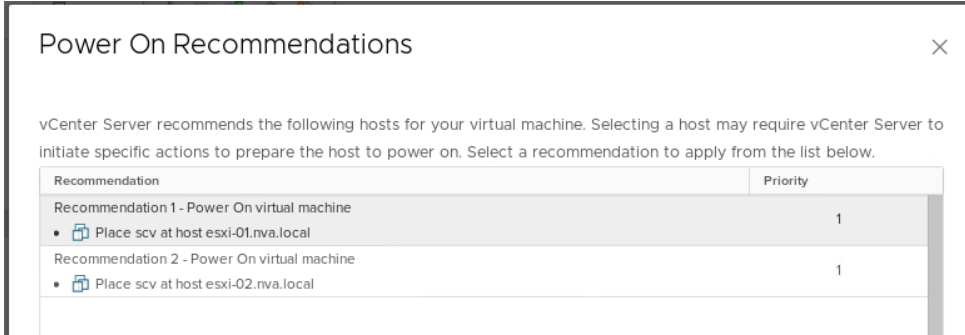 Power On Recommendations
vCenter Server recommends the following hosts for your virtual machine. Selecting a host may require vCenter Server to
initiate specific actions to prepare the host to power on. Select a recommendation to apply from the list below.
Recommendation Priority
Recommendation 1 - Power On virtual machine
1
• Place scv at host esxi-01.nva.local
Recommendation 2 - Power On virtual machine
1
• Place scv at host esxi-02.nva.local